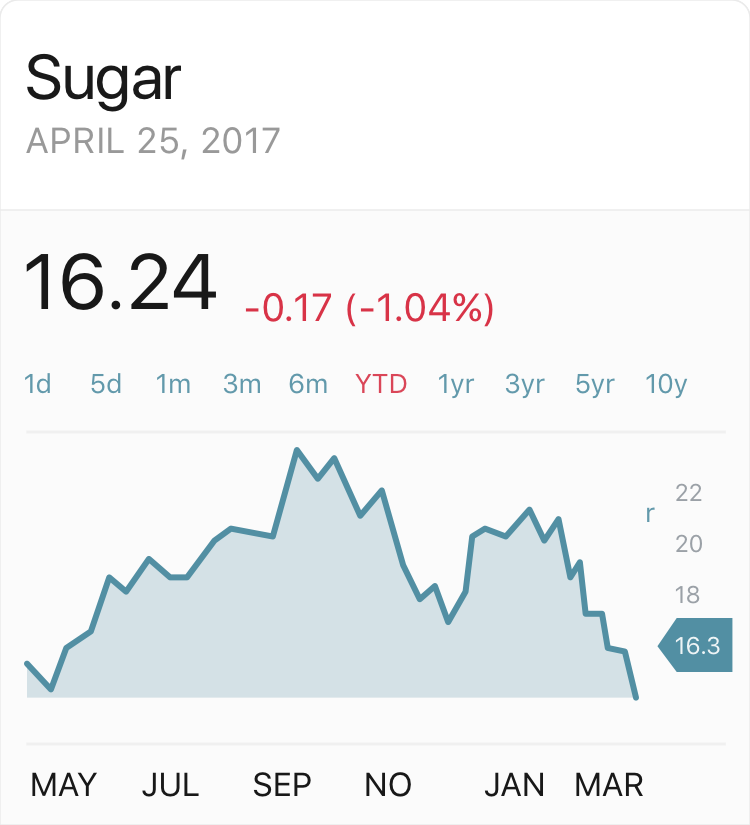 Sugar
APRIL 25, 2017
16.24 -0.17 (-1.04%)
1d 5d 1m 3m 6m YTD 1yr 3yr 5yr 10y
22
r
20
18
16.3
MAY JUL SEP NO JAN MAR